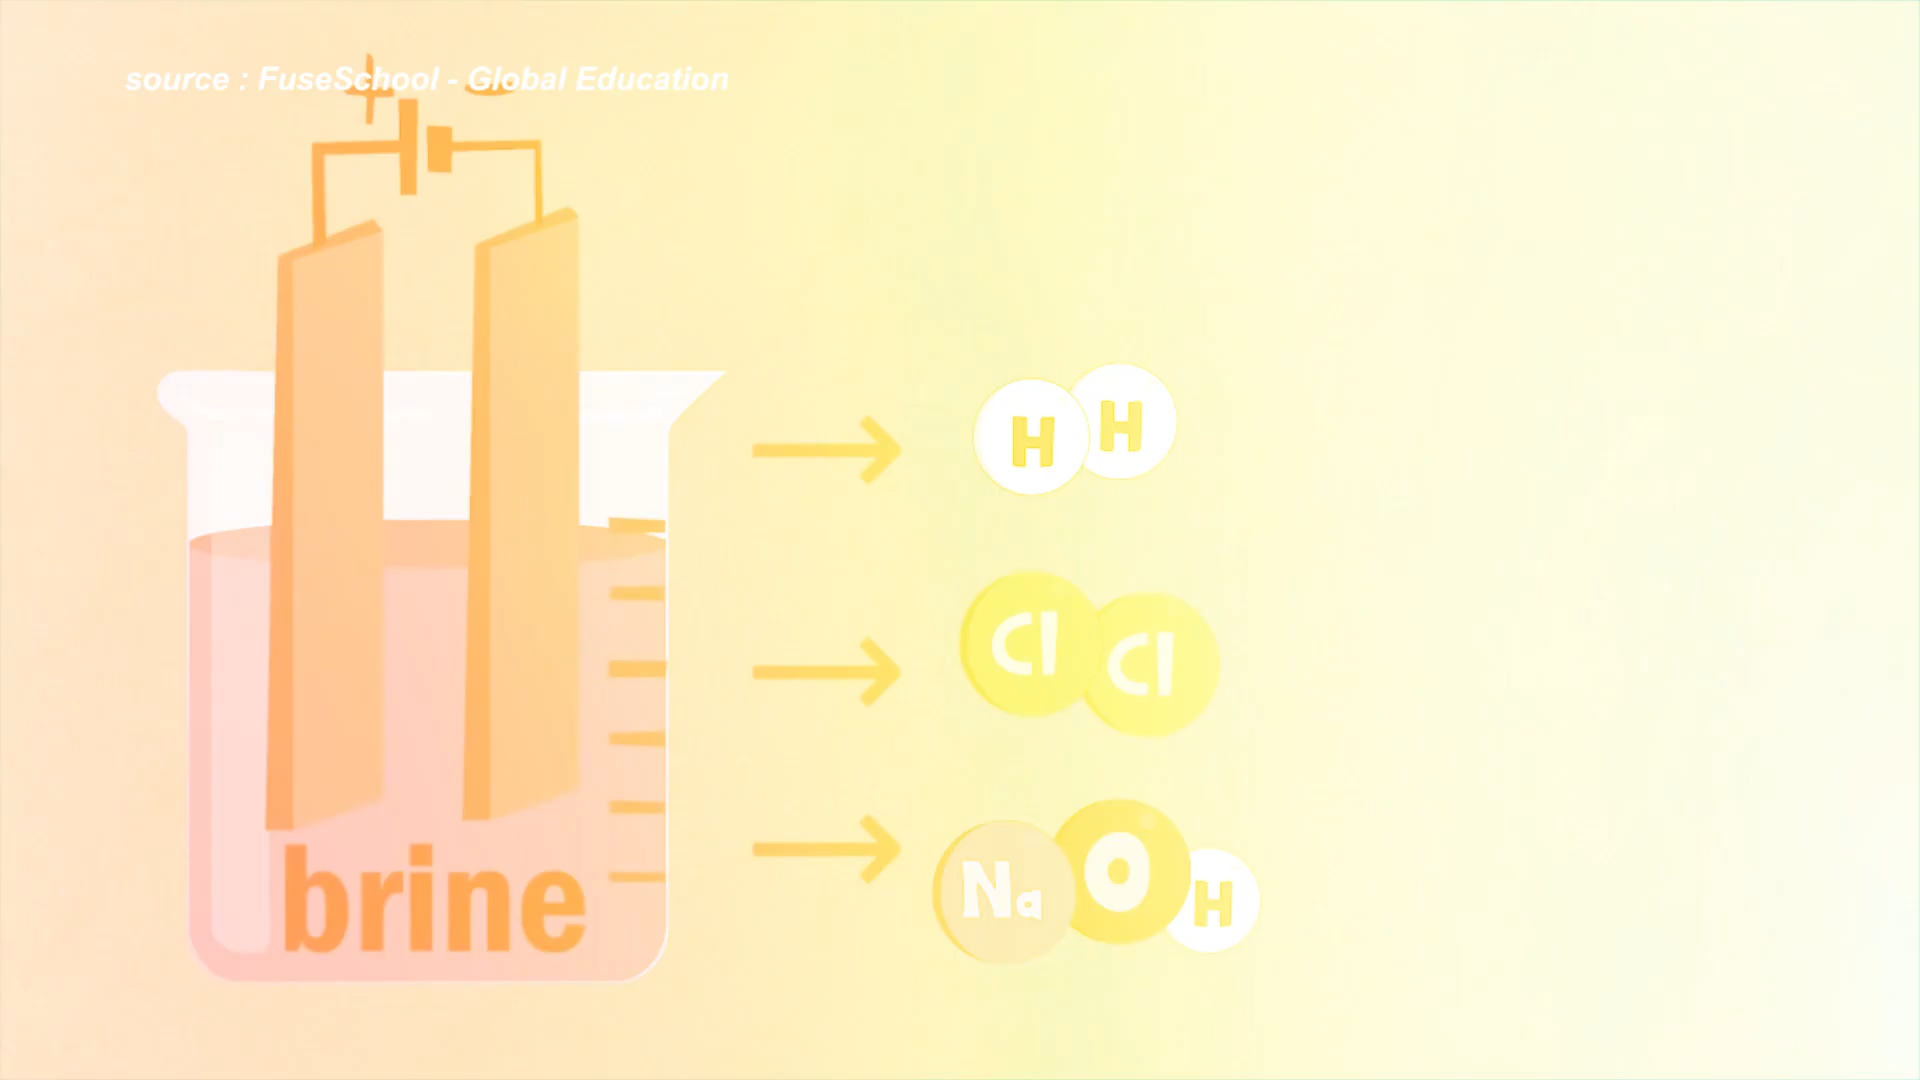 source : FuseSchool - Global Education
+ -
H H
Cl Cl
Na O H
brine